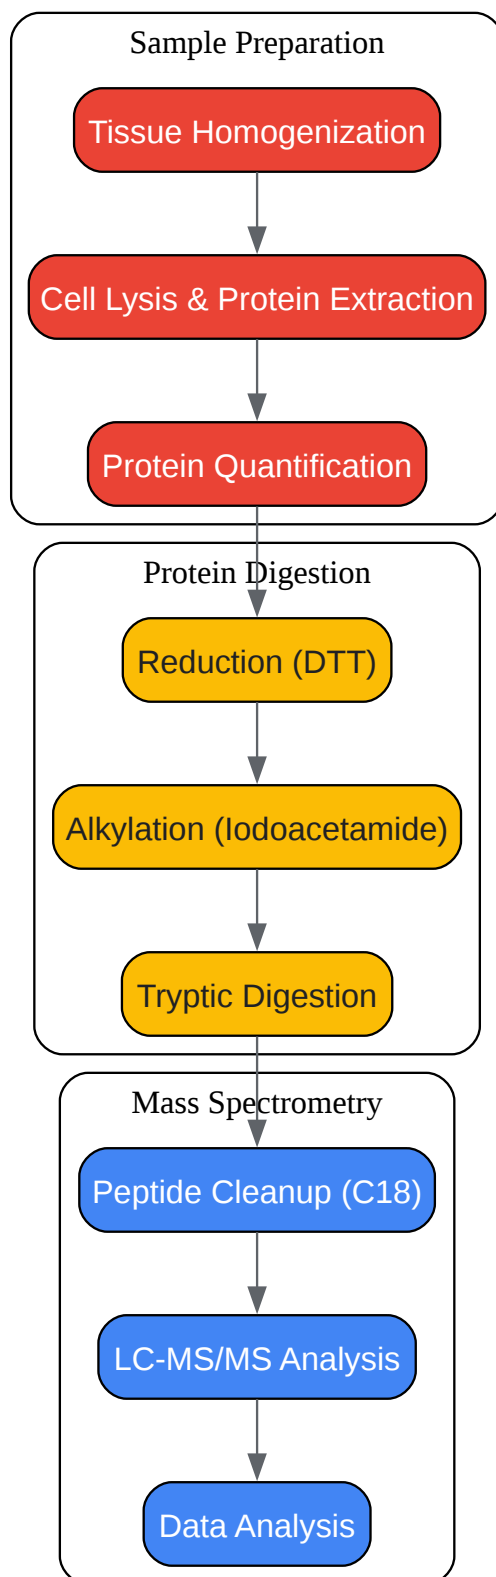 Sample Preparation
Tissue Homogenization
Cell Lysis & Protein Extraction
Protein Quantification
Protein Digestion
Reduction (DTT)
Alkylation (Iodoacetamide)
Tryptic Digestion
Mass Spectrometry
Peptide Cleanup (C18)
LC-MS/MS Analysis
Data Analysis